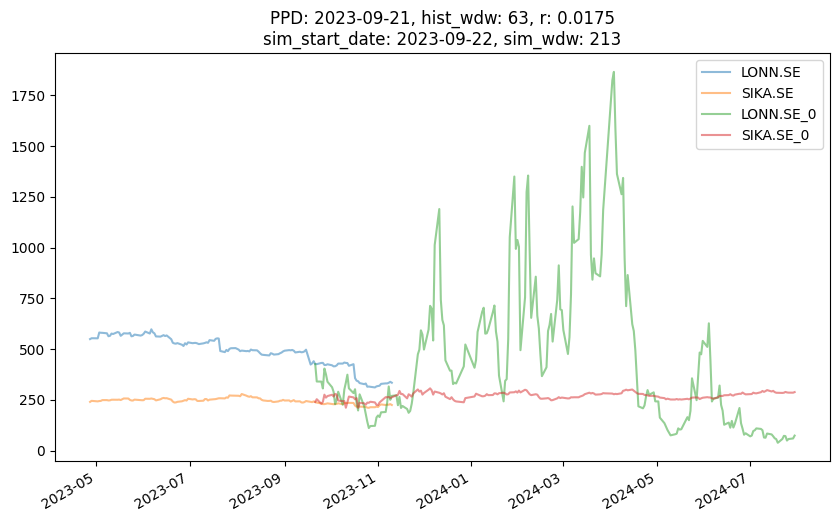 PPD: 2023-09-21, hist_wdw: 63, r: 0.0175
sim_start_date: 2023-09-22, sim_wdw: 213
LONN.SE
SIKA.SE
LONN.SE_0
SIKA.SE_0
1750
1500
1250
1000
750
500
250
0
2023-05
2023-07
2023-09
2023-11
2024-01
2024-03
2024-05
2024-07